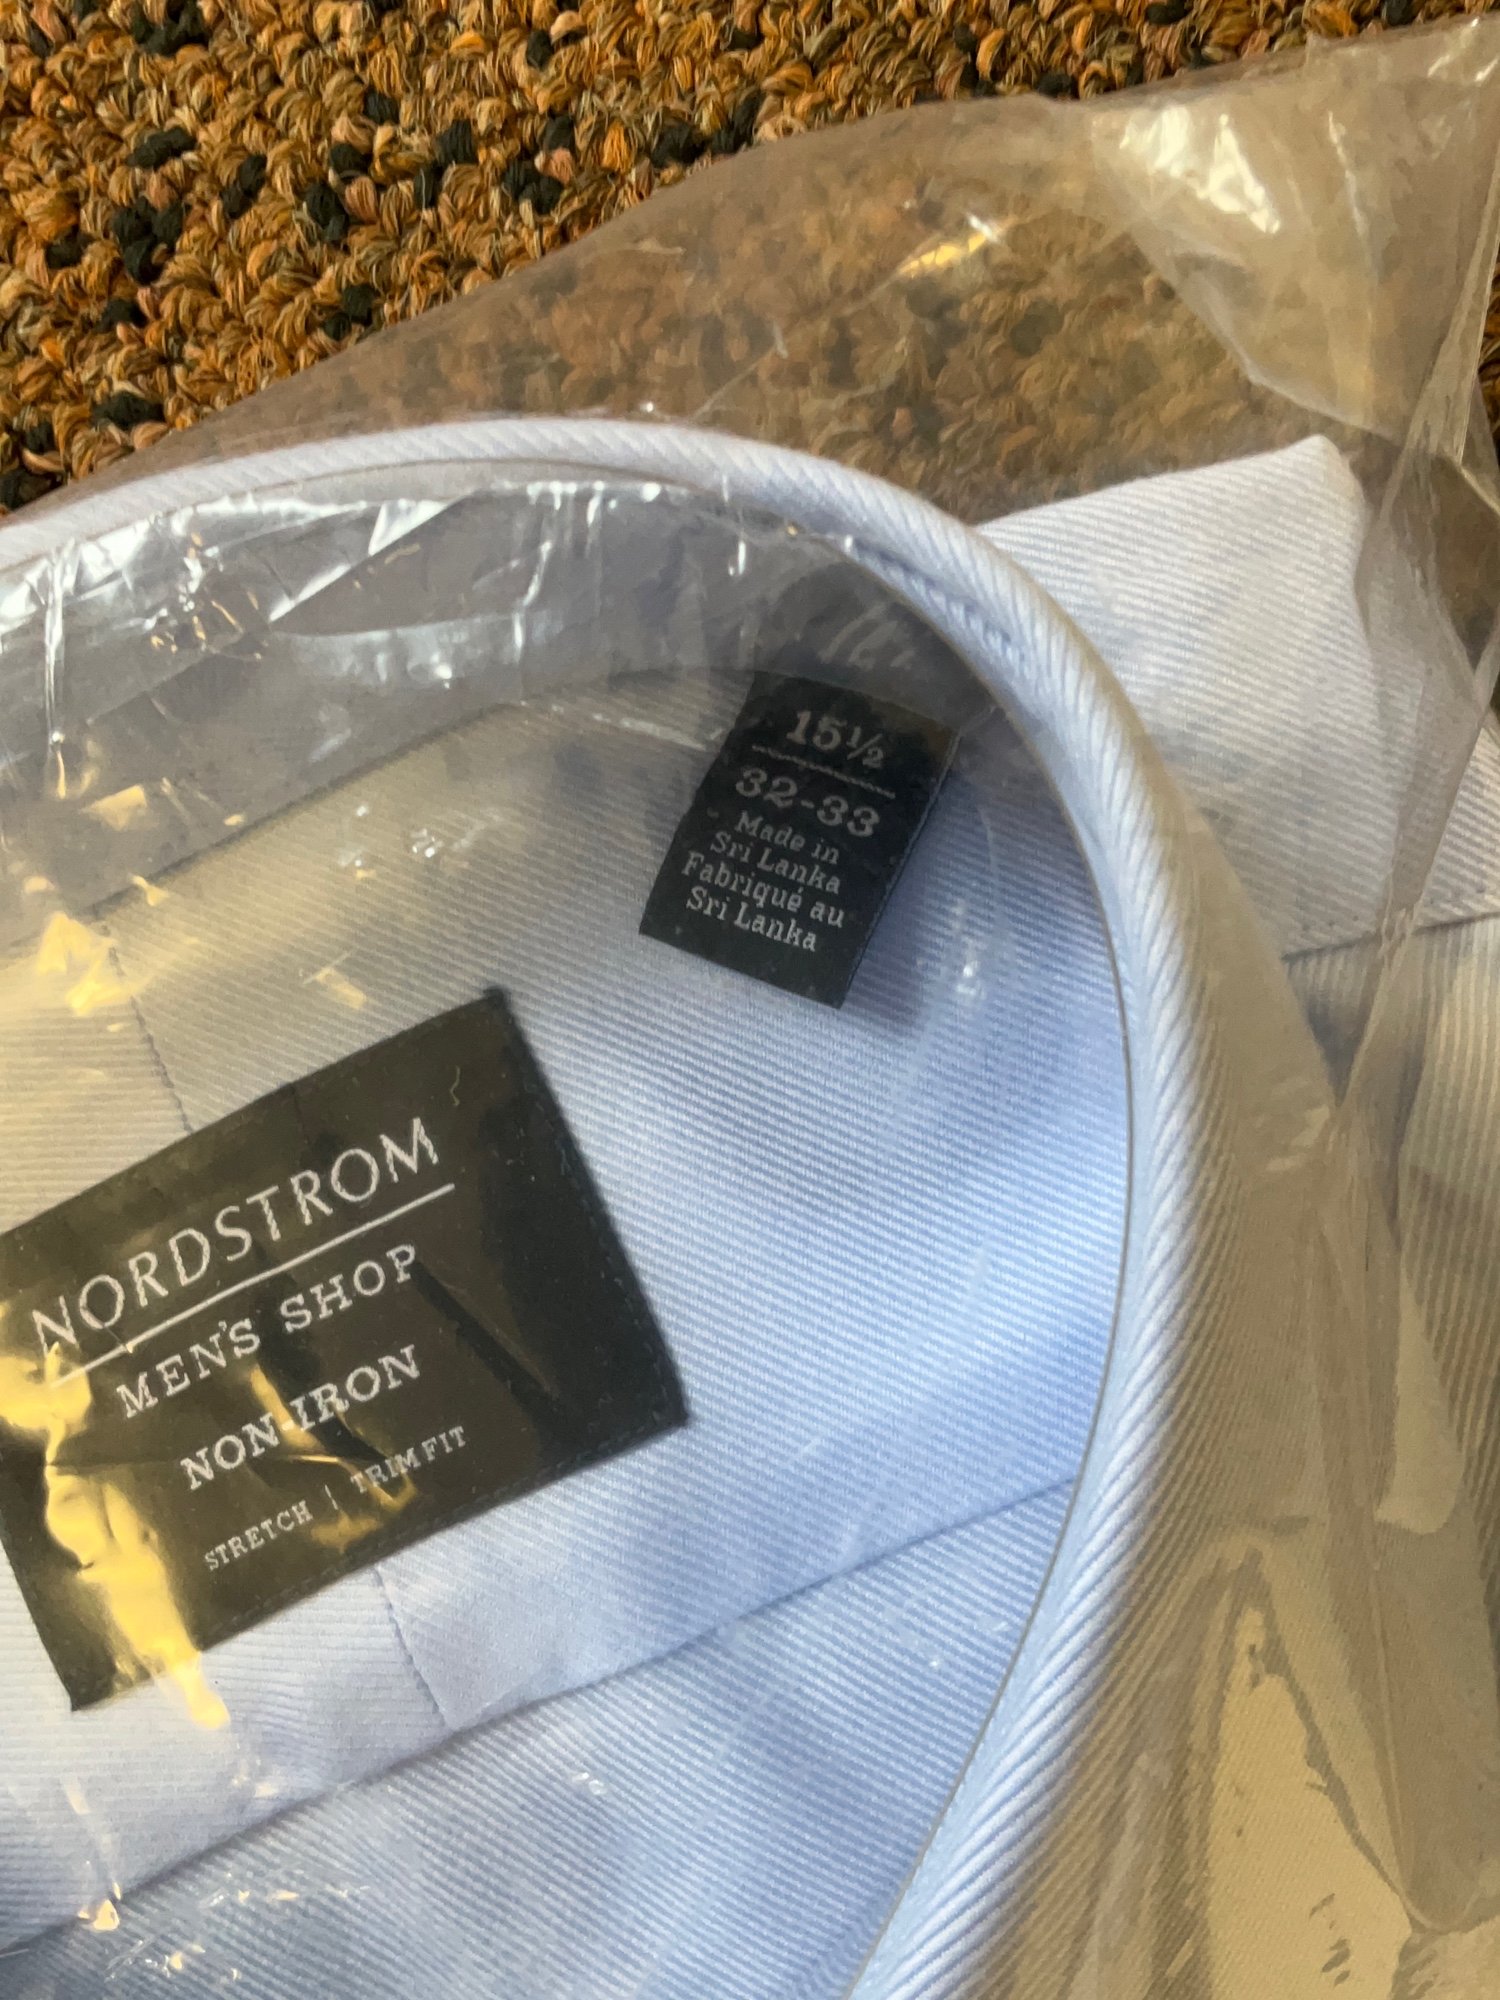 15½
32-33
Made in
Sri Lanka
Fabriqué au
Sri Lanka
NORDSTROM
MEN'S SHOP
NON-IRON
STRETCH | TRIM FIT